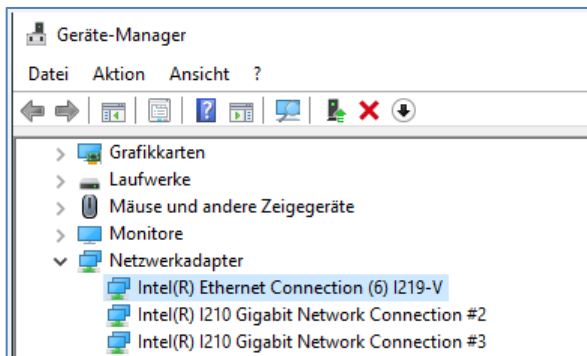 Geräte-Manager
Datei Aktion Ansicht ?
Grafikkarten
Laufwerke
Mäuse und andere Zeigegeräte
Monitore
Netzwerkadapter
Intel(R) Ethernet Connection (6) I219-V
Intel(R) I210 Gigabit Network Connection #2
Intel(R) I210 Gigabit Network Connection #3